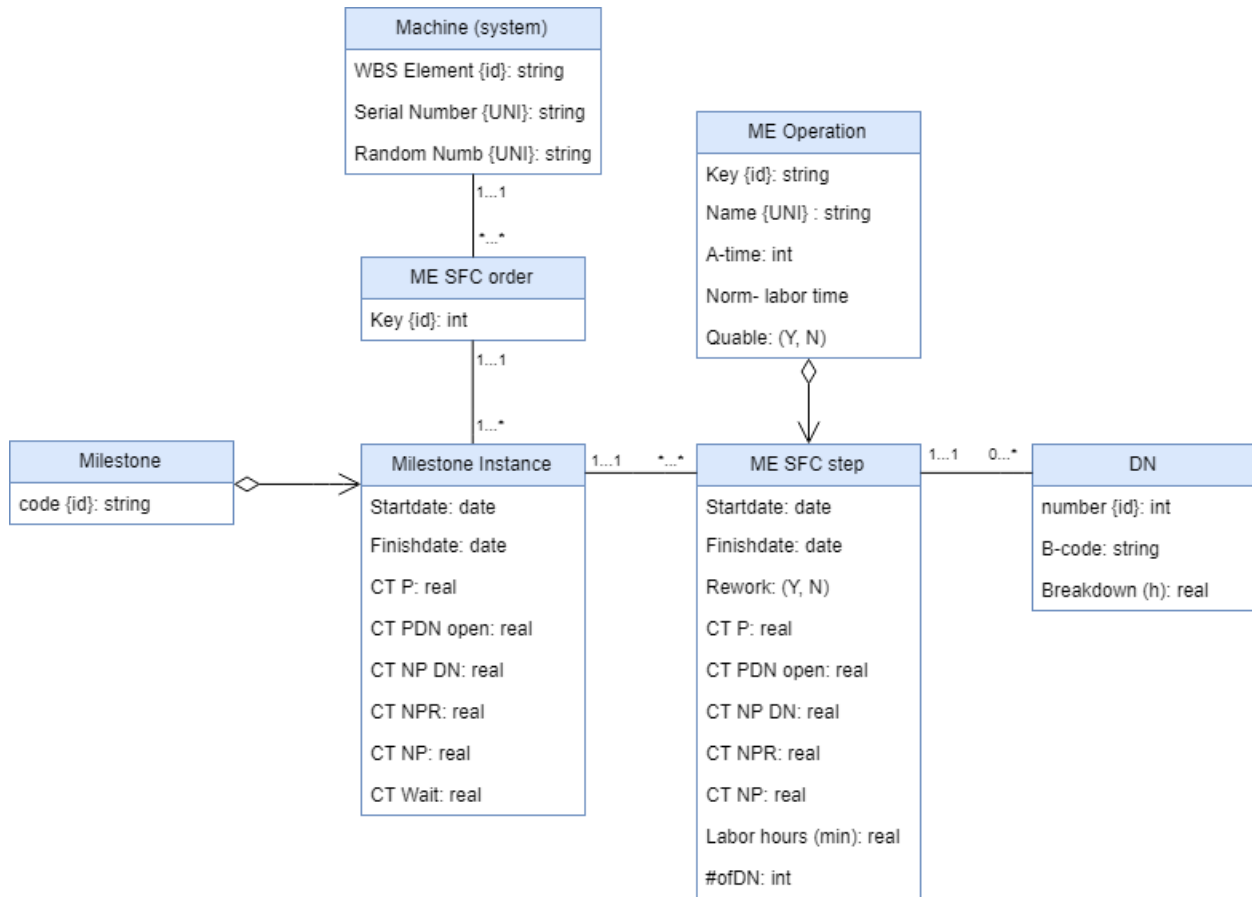 Machine (system)
WBS Element {id}: string
Serial Number {UNI}: string
Random Numb {UNI}: string
1...1
*...*
ME SFC order
Key {id}: int
1...1
1...*
ME Operation
Key {id}: string
Name {UNI} : string
A-time: int
Norm- labor time
Quable: (Y, N)
Milestone
code {id}: string
Milestone Instance
Startdate: date
Finishdate: date
CT P: real
CT PDN open: real
CT NP DN: real
CT NPR: real
CT NP: real
CT Wait: real
1...1
*...*
ME SFC step
Startdate: date
Finishdate: date
Rework: (Y, N)
CT P: real
CT PDN open: real
CT NP DN: real
CT NPR: real
CT NP: real
Labor hours (min): real
#ofDN: int
1...1
0...*
DN
number {id}: int
B-code: string
Breakdown (h): real